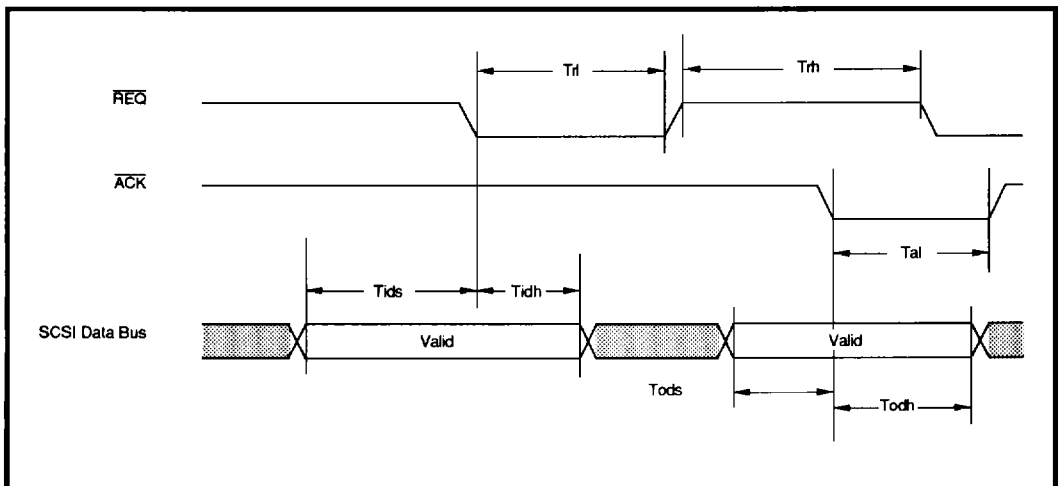 Trl
Trh
REQ
ACK
Tal
Tids
Tidh
SCSI Data Bus
Valid
Valid
Tods
Todh